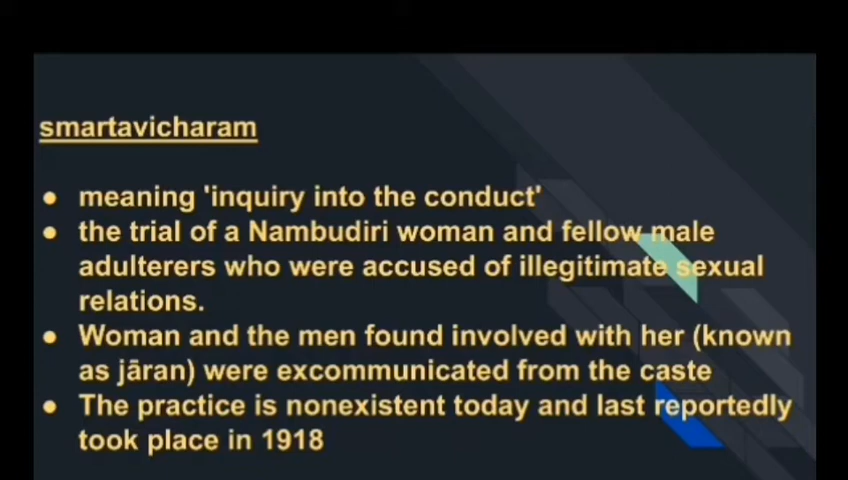 smartavicharam
● meaning 'inquiry into the conduct'
● the trial of a Nambudiri woman and fellow male
adulterers who were accused of illegitimate sexual
relations.
● Woman and the men found involved with her (known
as jāran) were excommunicated from the caste
● The practice is nonexistent today and last reportedly
took place in 1918